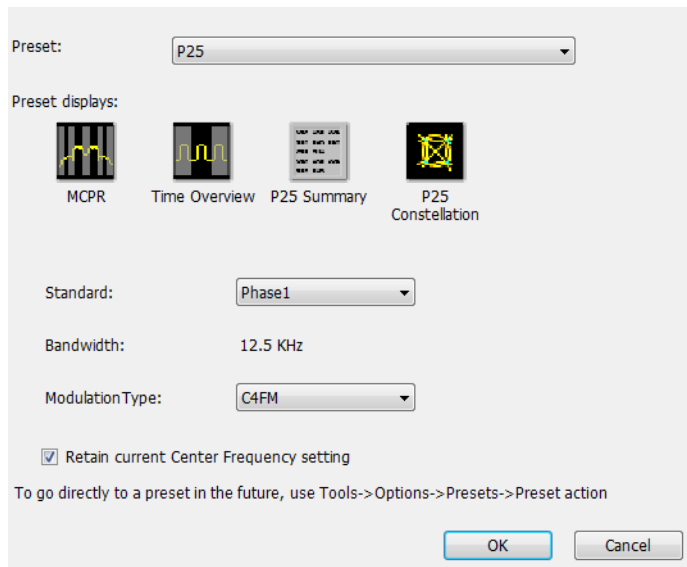 Preset: P25
Preset displays:
MCPR Time Overview P25 Summary P25 Constellation
Standard: Phase1
Bandwidth: 12.5 KHz
ModulationType: C4FM
Retain current Center Frequency setting
To go directly to a preset in the future, use Tools->Options->Presets->Preset action
OK Cancel